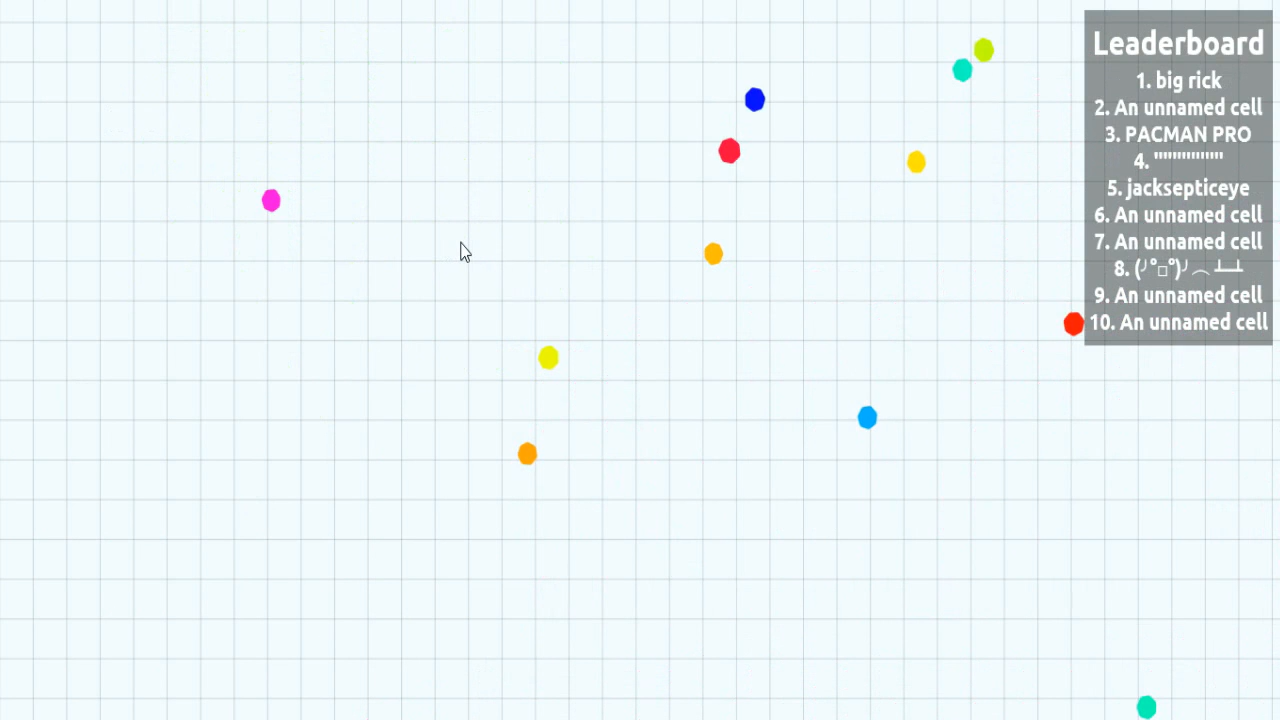 Leaderboard
1. big rick
2. An unnamed cell
3. PACMAN PRO
4. """"""""""""""
5. jacksepticeye
6. An unnamed cell
7. An unnamed cell
8. (╯°□°)╯︵ ┻━┻
9. An unnamed cell
10. An unnamed cell